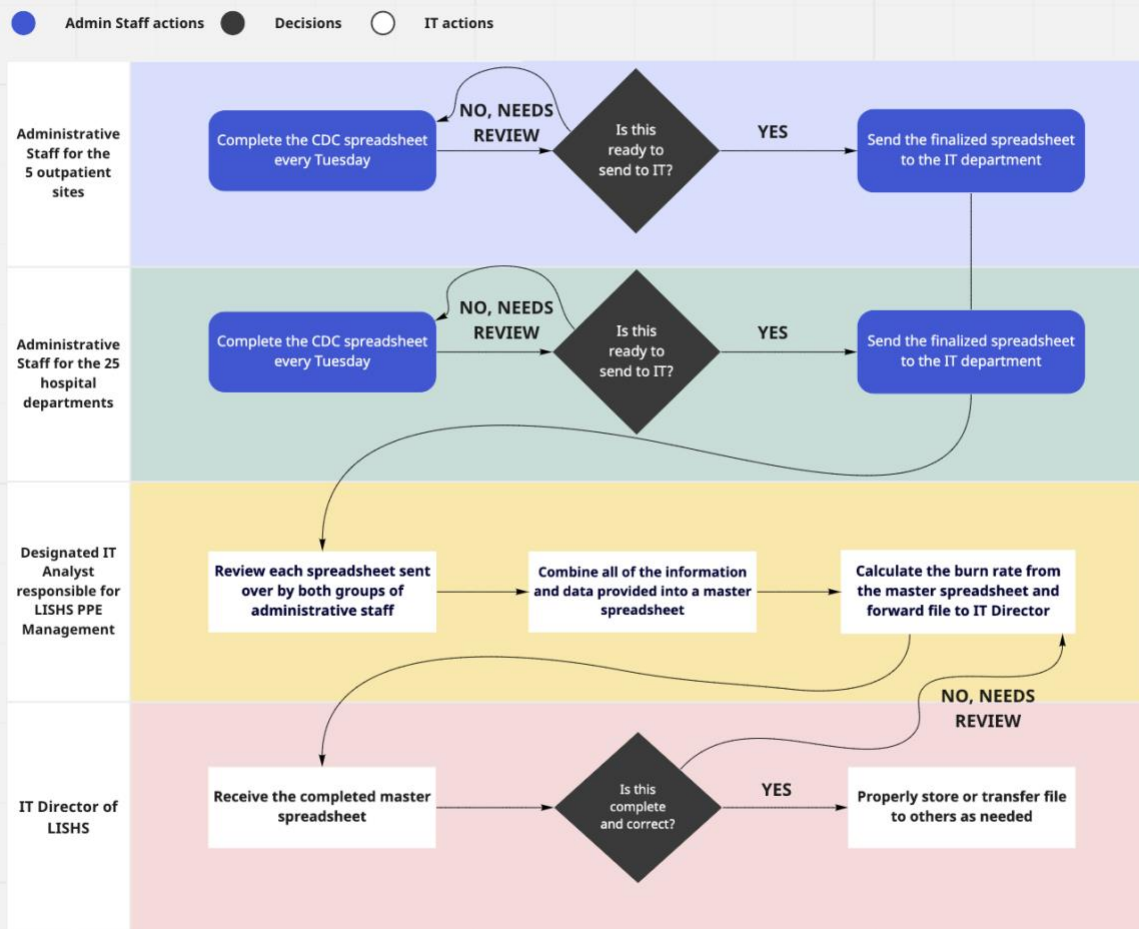 Admin Staff actions
Decisions
IT actions
Administrative
Staff for the
5 outpatient
sites
Complete the CDC spreadsheet
every Tuesday
NO, NEEDS
REVIEW
Is this
ready to
send to IT?
YES
Send the finalized spreadsheet
to the IT department
Administrative
Staff for the 25
hospital
departments
Complete the CDC spreadsheet
every Tuesday
NO, NEEDS
REVIEW
Is this
ready to
send to IT?
YES
Send the finalized spreadsheet
to the IT department
Designated IT
Analyst
responsible for
LISHS PPE
Management
Review each spreadsheet sent
over by both groups of
administrative staff
Combine all of the information
and data provided into a master
spreadsheet
Calculate the burn rate from
the master spreadsheet and
forward file to IT Director
NO, NEEDS
REVIEW
IT Director of
LISHS
Receive the completed master
spreadsheet
Is this
complete
and correct?
YES
Properly store or transfer file
to others as needed